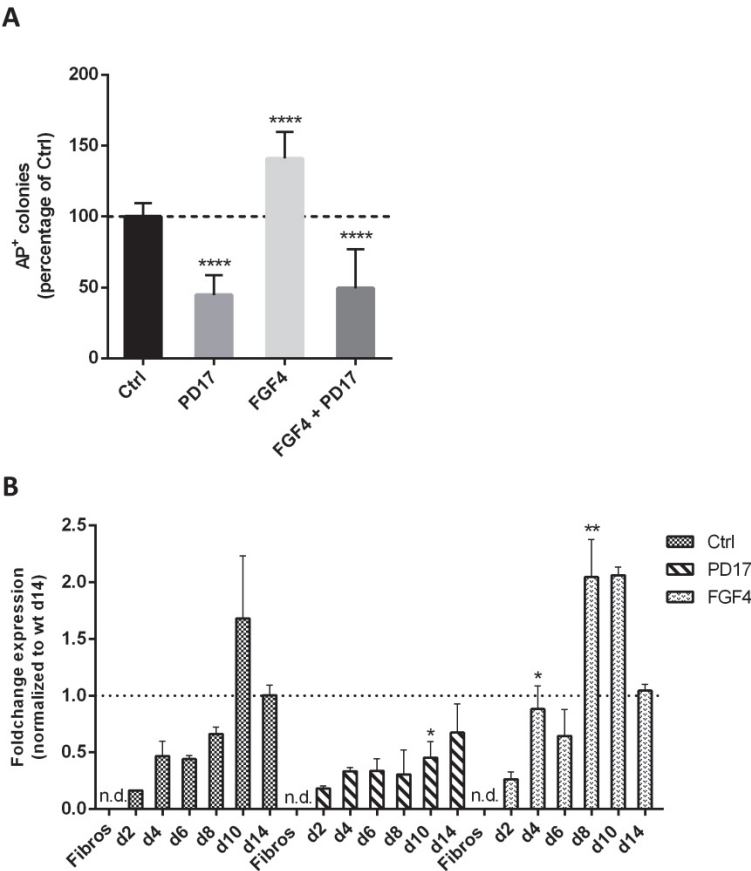 A
AP⁺ colonies
(percentage of Ctrl)
200
150
100
50
0
****
****
****
Ctrl
PD17
FGF4
FGF4 + PD17
B
Foldchange expression
(normalized to wt d14)
2.5
2.0
1.5
1.0
0.5
0.0
**
*
*
n.d.
n.d.
n.d.
Fibros d2 d4 d6 d8 d10 d14 Fibros d2 d4 d6 d8 d10 d14 Fibros d2 d4 d6 d8 d10 d14
Ctrl
PD17
FGF4